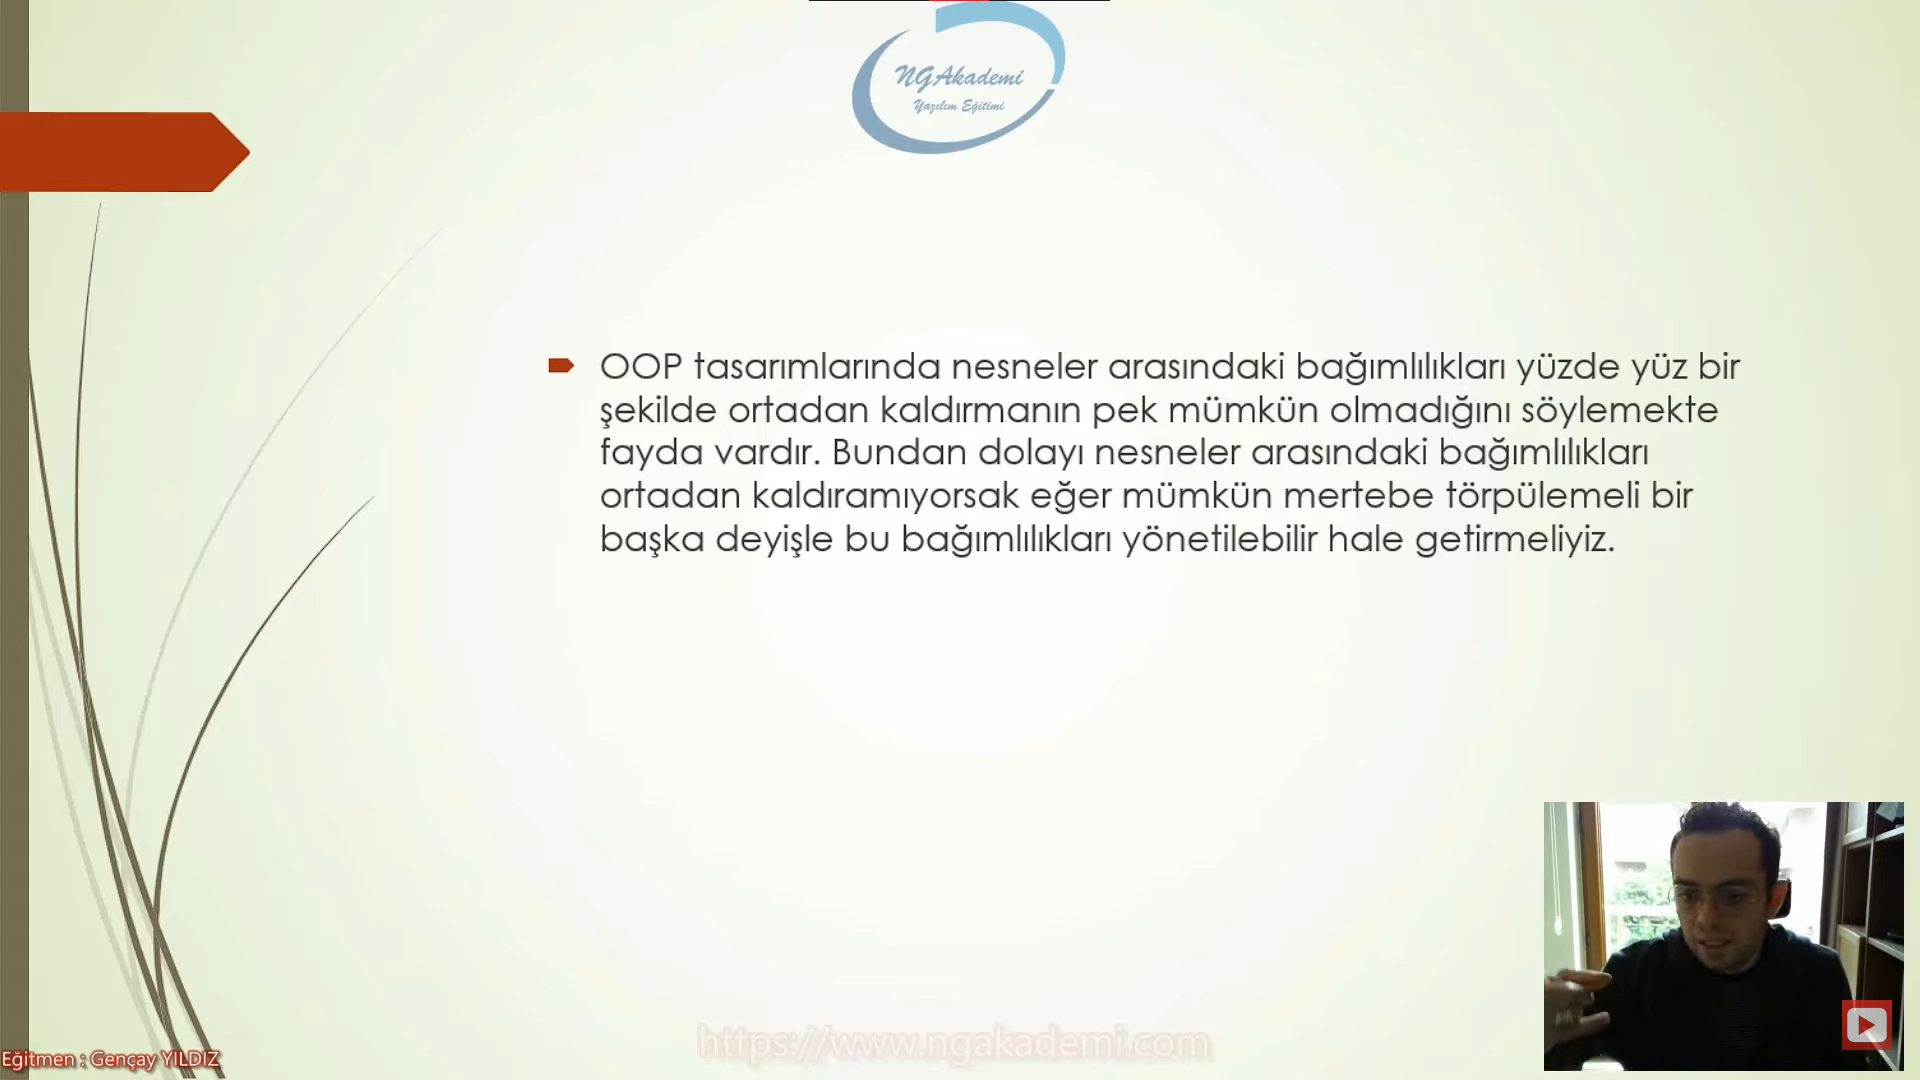 NGAkademi
Yazılım Eğitimi
OOP tasarımlarında nesneler arasındaki bağımlılıkları yüzde yüz bir
şekilde ortadan kaldırmanın pek mümkün olmadığını söylemekte
fayda vardır. Bundan dolayı nesneler arasındaki bağımlılıkları
ortadan kaldıramıyorsak eğer mümkün mertebe törpülemeli bir
başka deyişle bu bağımlılıkları yönetilebilir hale getirmeliyiz.
https://www.ngakademi.com
Eğitmen : Gençay YILDIZ